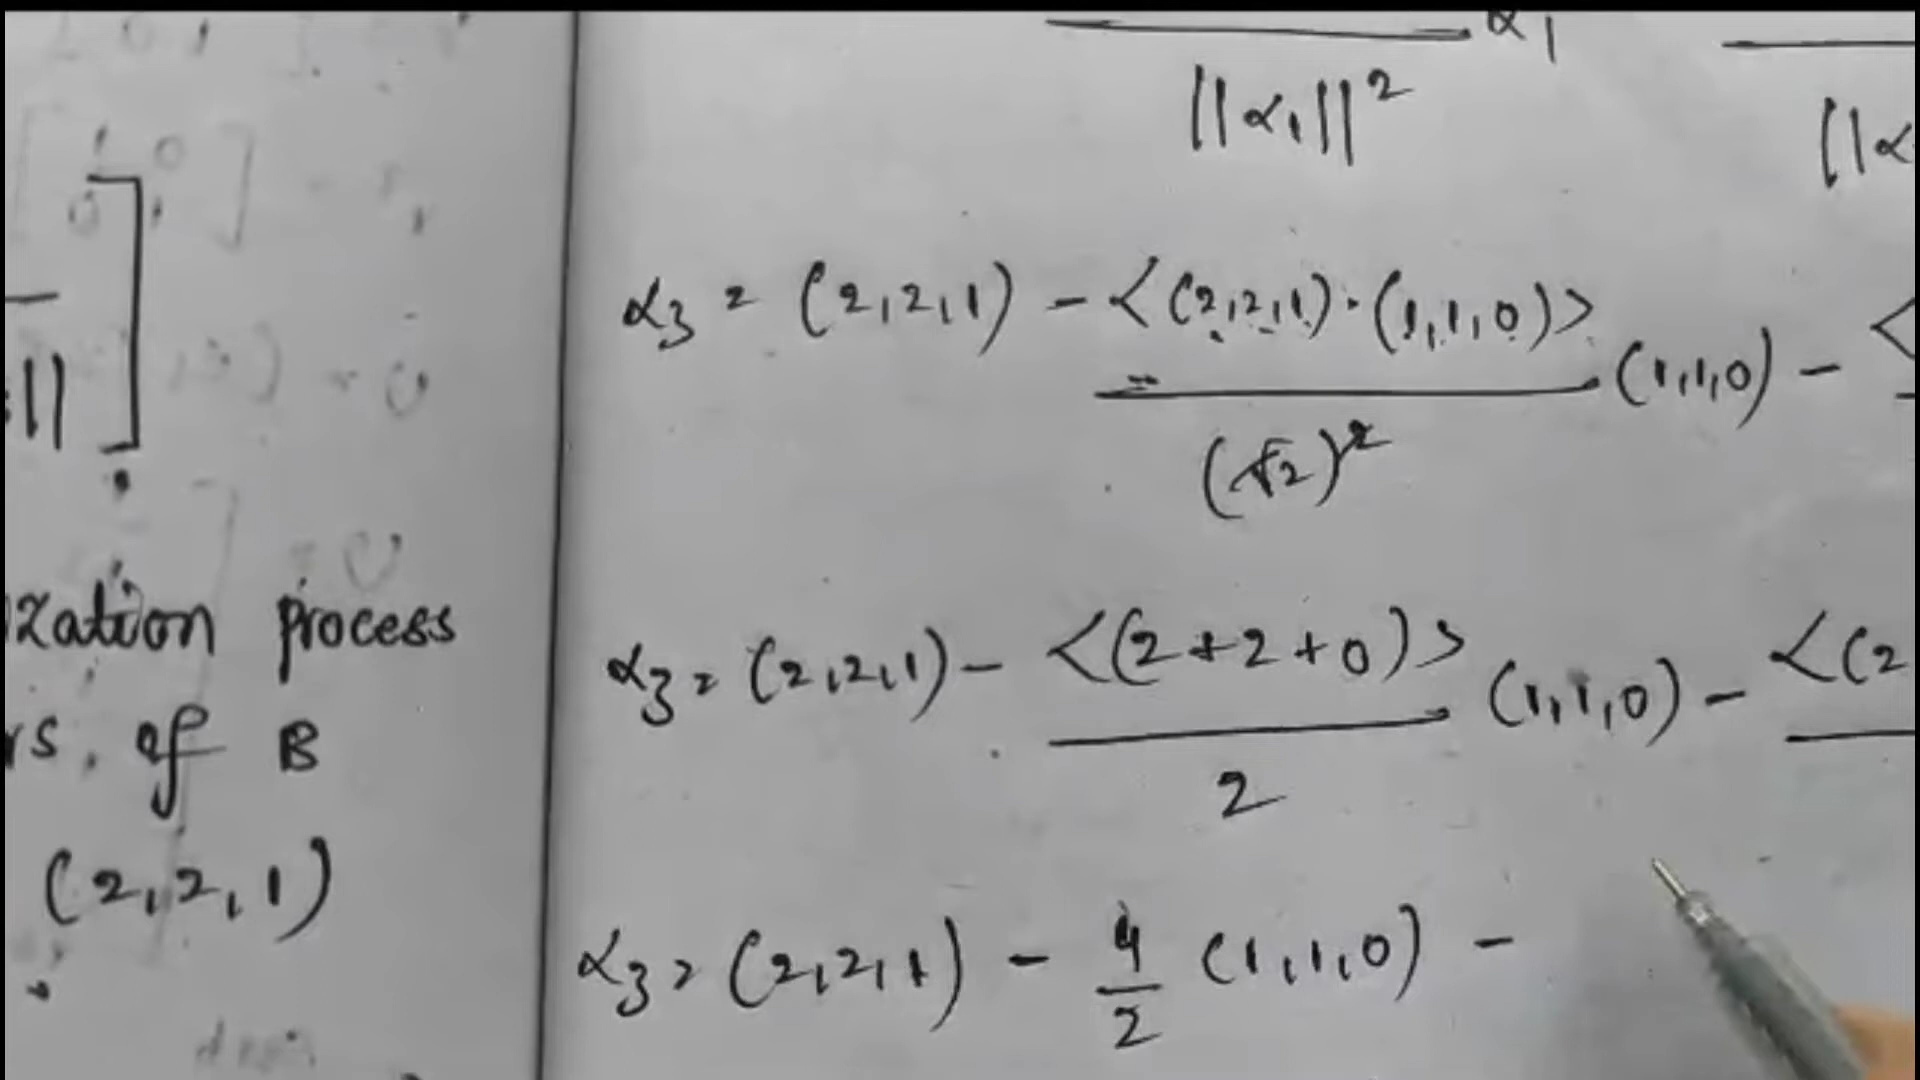 :||]
ization process
rs. of B
(2,2,1)
α1
||α1||² ||α
α3 = (2,2,1) - <(2,2,1)·(1,1,0)> (1,1,0) - <
(√2)²
α3 = (2,2,1) - <(2+2+0)> (1,1,0) - <(2
2
α3 = (2,2,1) - 4/2 (1,1,0) -